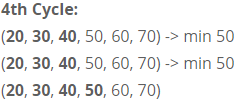 4th Cycle:
(20, 30, 40, 50, 60, 70) -> min 50
(20, 30, 40, 50, 60, 70) -> min 50
(20, 30, 40, 50, 60, 70)